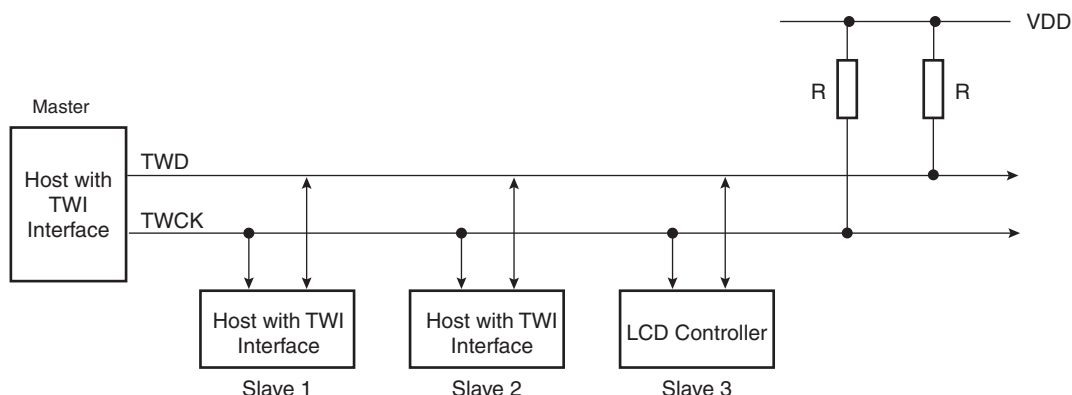 VDD
R
R
Master
Host with
TWI
Interface
TWD
TWCK
Host with TWI
Interface
Slave 1
Host with TWI
Interface
Slave 2
LCD Controller
Slave 3